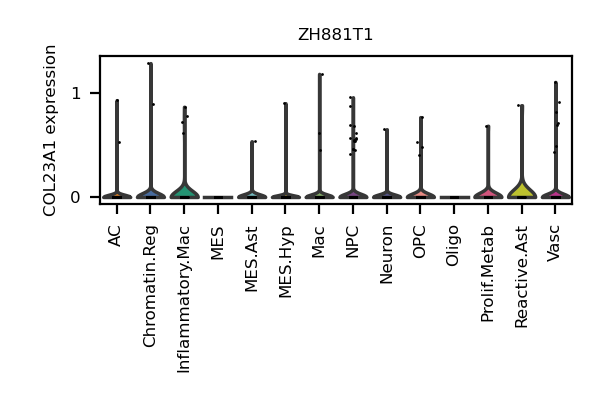 ZH881T1
COL23A1 expression
1
0
AC
Chromatin.Reg
Inflammatory.Mac
MES
MES.Ast
MES.Hyp
Mac
NPC
Neuron
OPC
Oligo
Prolif.Metab
Reactive.Ast
Vasc